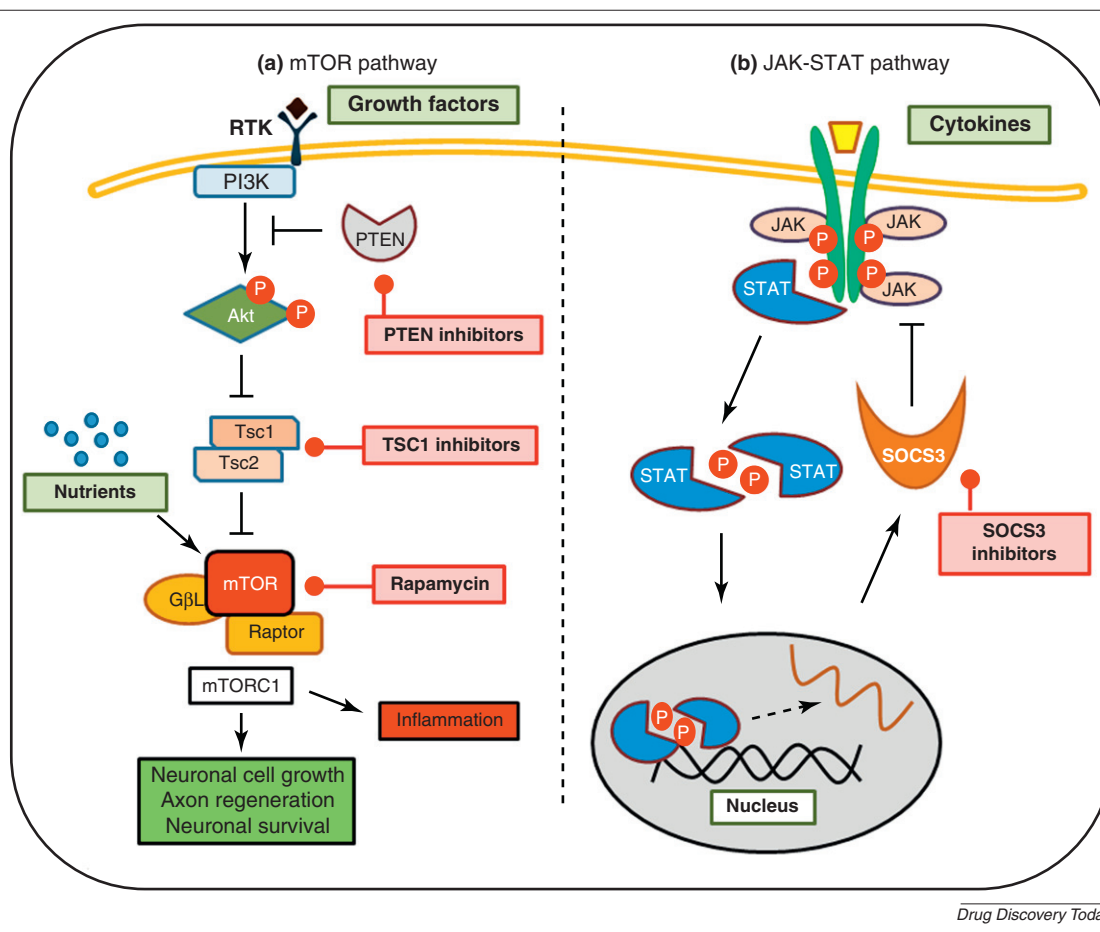 (a) mTOR pathway
Growth factors
RTK
PI3K
PTEN
P
Akt
P
PTEN inhibitors
Tsc1
Tsc2
TSC1 inhibitors
Nutrients
mTOR
GβL
Raptor
Rapamycin
mTORC1
Inflammation
Neuronal cell growth
Axon regeneration
Neuronal survival
(b) JAK-STAT pathway
Cytokines
JAK
P
P
JAK
P
P
JAK
STAT
STAT
P
P
STAT
SOCS3
SOCS3
inhibitors
P
P
Nucleus
Drug Discovery Toda